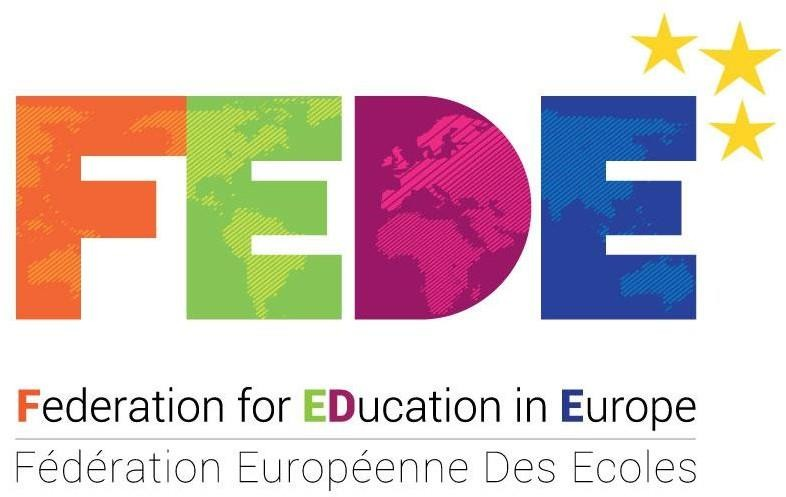 FEDE
Federation for EDucation in Europe
Fédération Européenne Des Ecoles